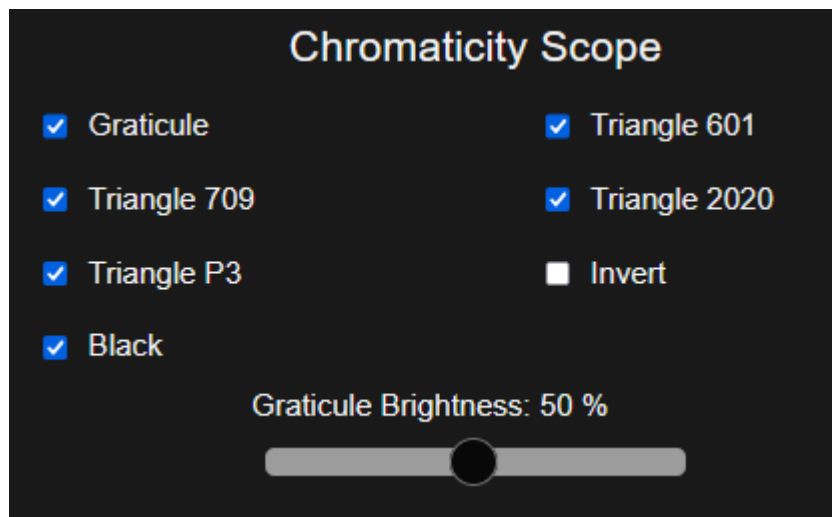 Chromaticity Scope
Graticule
Triangle 601
Triangle 709
Triangle 2020
Triangle P3
Invert
Black
Graticule Brightness: 50 %